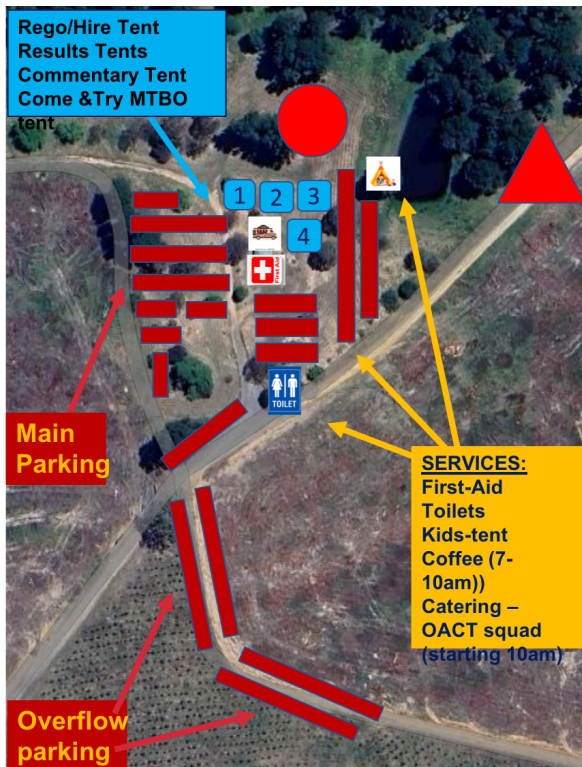 Rego/Hire Tent
Results Tents
Commentary Tent
Come &Try MTBO
tent
1
2
3
4
First Aid
TOILET
Main
Parking
SERVICES:
First-Aid
Toilets
Kids-tent
Coffee (7-
10am))
Catering –
OACT squad
(starting 10am)
Overflow
parking